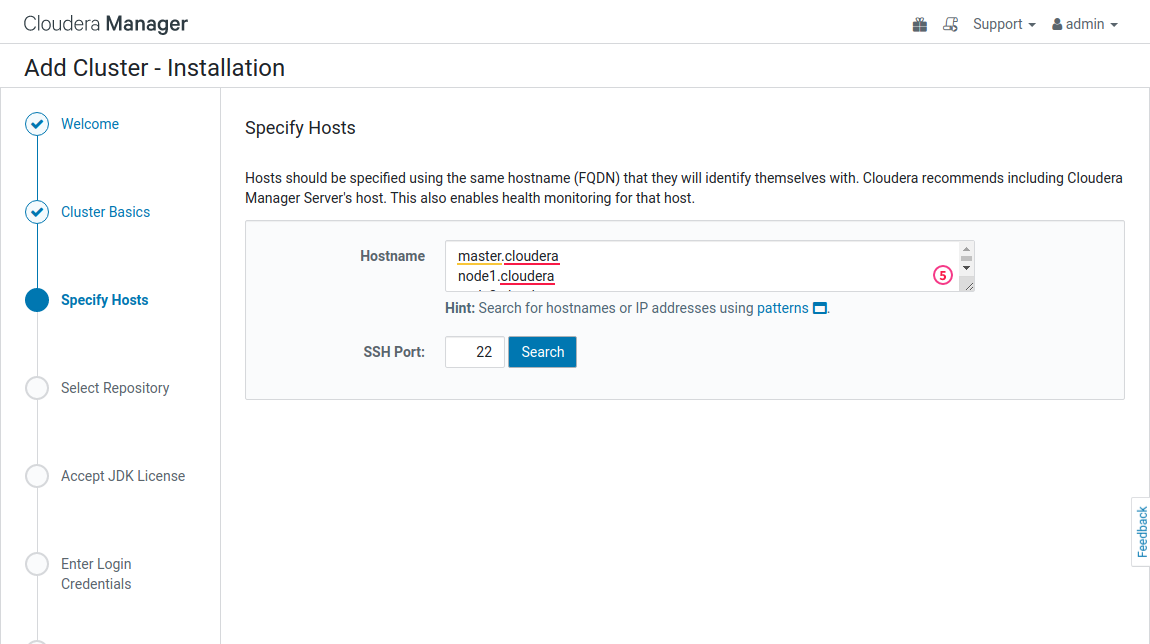 Cloudera Manager
Support
admin
Add Cluster - Installation
Welcome
Cluster Basics
Specify Hosts
Select Repository
Accept JDK License
Enter Login
Credentials
Specify Hosts
Hosts should be specified using the same hostname (FQDN) that they will identify themselves with. Cloudera recommends including Cloudera
Manager Server's host. This also enables health monitoring for that host.
Hostname
master.cloudera
node1.cloudera
5
Hint: Search for hostnames or IP addresses using patterns.
SSH Port: 22 Search
Feedback